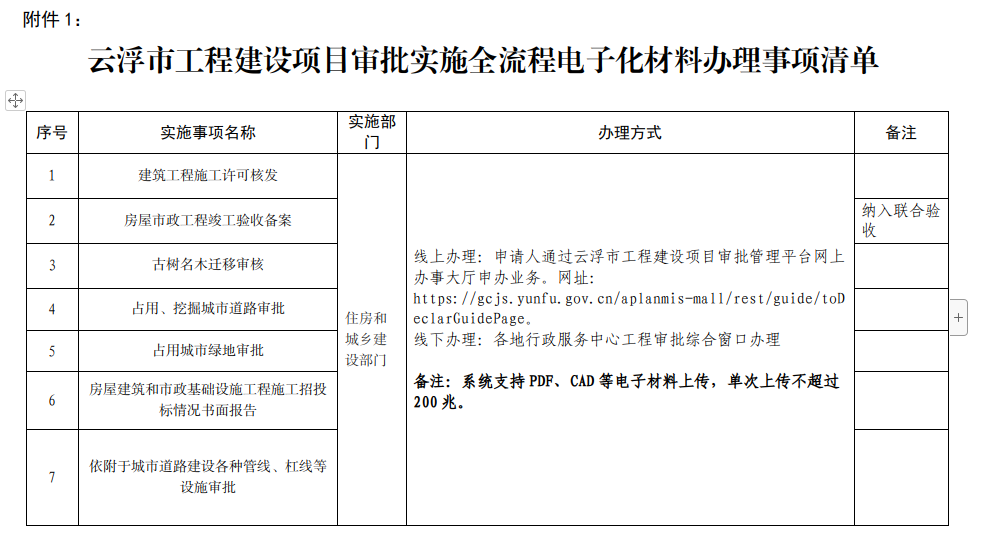 附件1：
云浮市工程建设项目审批实施全流程电子化材料办理事项清单
序号
实施事项名称
实施部
门
办理方式
备注
1
建筑工程施工许可核发
2
房屋市政工程竣工验收备案
纳入联合验
收
3
古树名木迁移审核
4
占用、挖掘城市道路审批
5
占用城市绿地审批
6
房屋建筑和市政基础设施工程施工招投
标情况书面报告
7
依附于城市道路建设各种管线、杠线等
设施审批
住房和
城乡建
设部门
线上办理：申请人通过云浮市工程建设项目审批管理平台网上
办事大厅申办业务。网址：
https://gcjs.yunfu.gov.cn/aplanmis-mall/rest/guide/toD
eclarGuidePage。
线下办理：各地行政服务中心工程审批综合窗口办理
备注：系统支持PDF、CAD等电子材料上传，单次上传不超过
200兆。